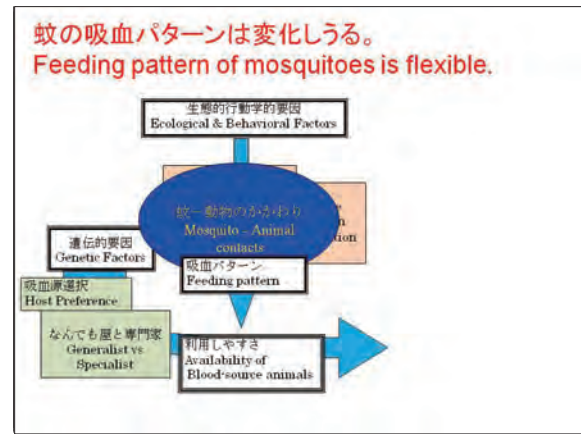 蚊の吸血パターンは変化しうる。
Feeding pattern of mosquitoes is flexible.
生態的行動学的要因
Ecological & Behavioral Factors
蚊－動物のかかわり
Mosquito - Animal
contacts
遺伝的要因
Genetic Factors
吸血パターン
Feeding pattern
吸血源選択
Host Preference
なんでも屋と専門家
Generalist vs
Specialist
利用しやすさ
Availability of
Blood-source animals